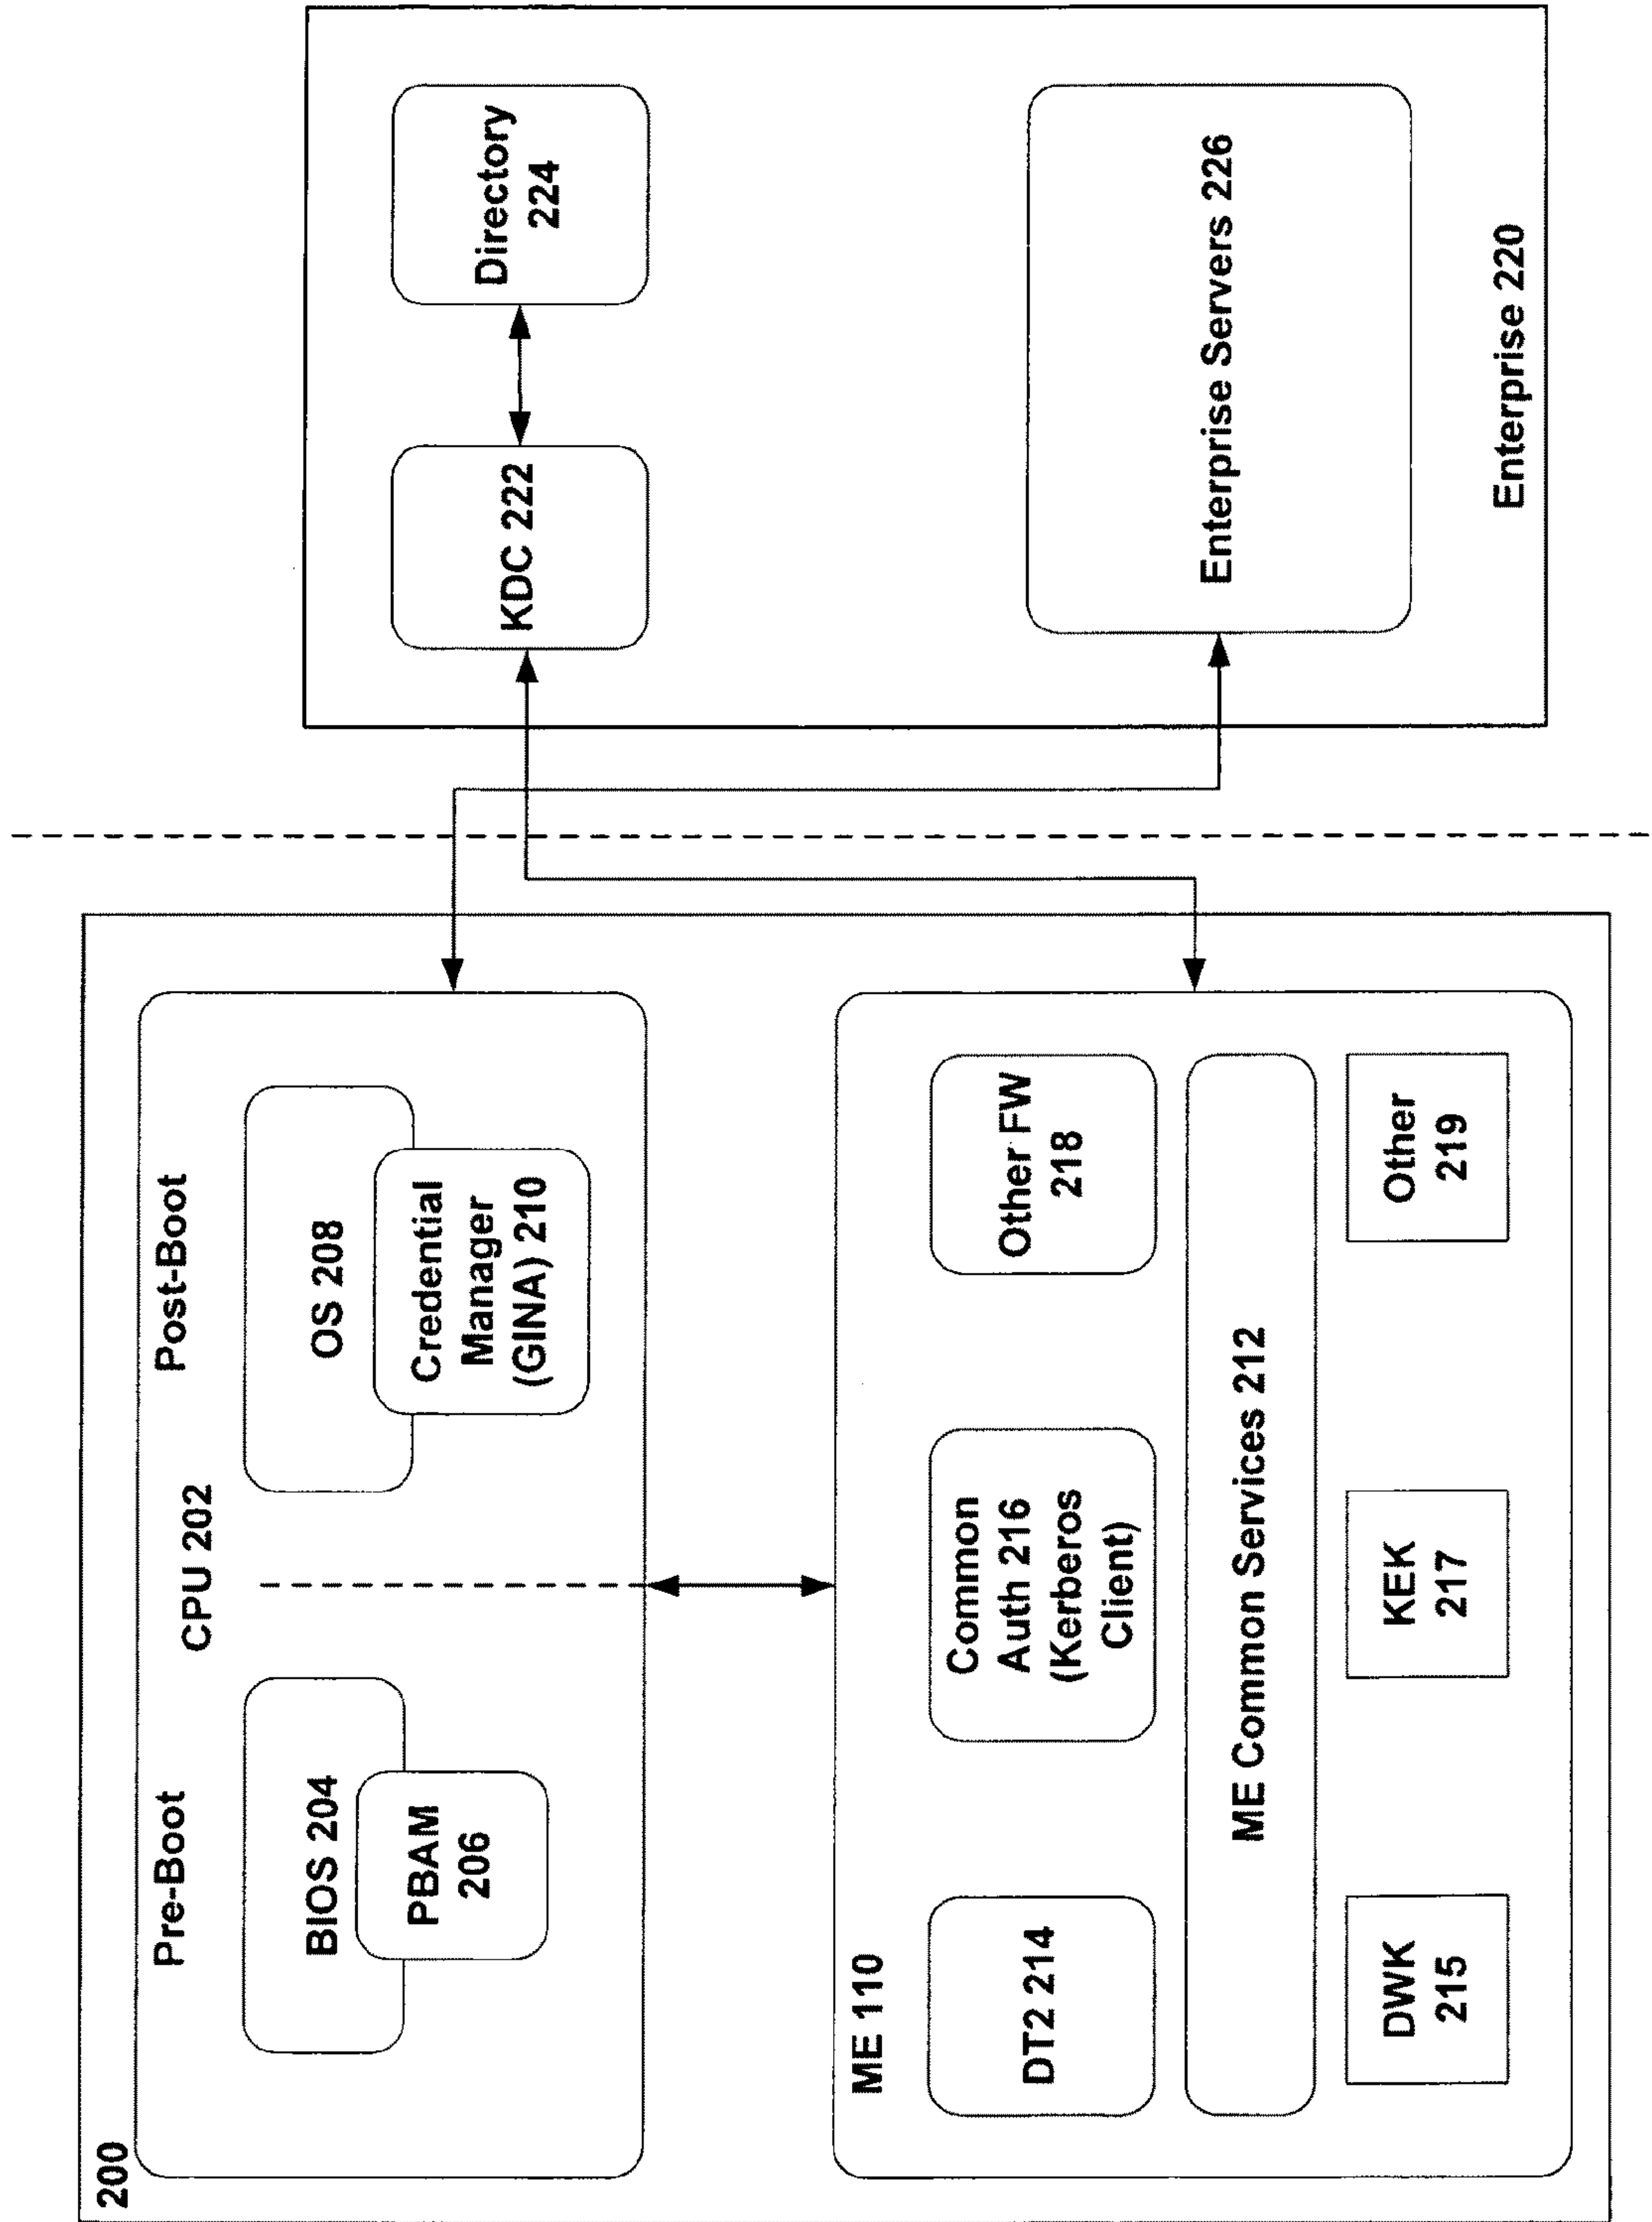 200
Pre-Boot
CPU 202
Post-Boot
BIOS 204
PBAM
206
OS 208
Credential
Manager
(GINA) 210
ME 110
DT2 214
Common
Auth 216
(Kerberos
Client)
Other FW
218
ME Common Services 212
DWK
215
KEK
217
Other
219
KDC 222
Directory
224
Enterprise Servers 226
Enterprise 220